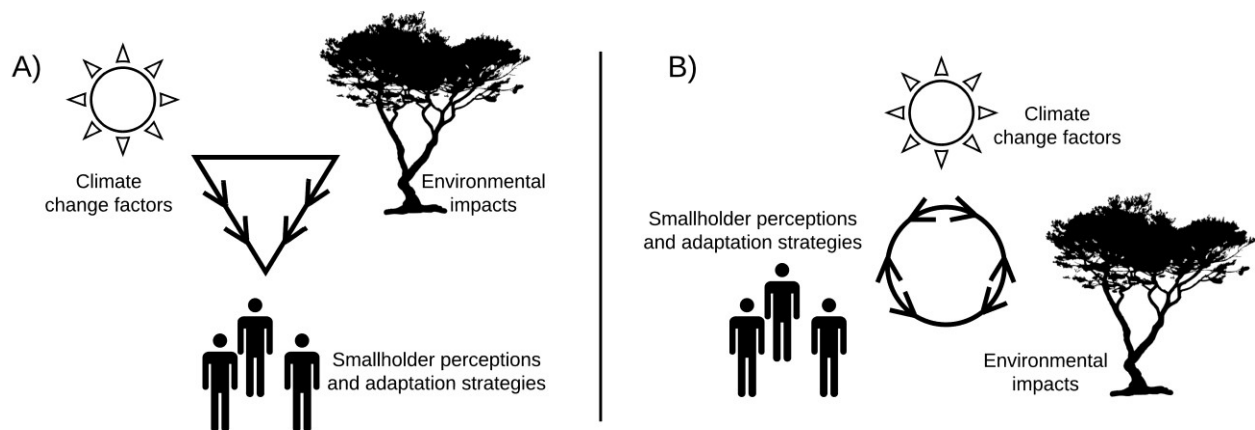 A)
Climate
change factors
Environmental
impacts
Smallholder perceptions
and adaptation strategies
B)
Climate
change factors
Smallholder perceptions
and adaptation strategies
Environmental
impacts